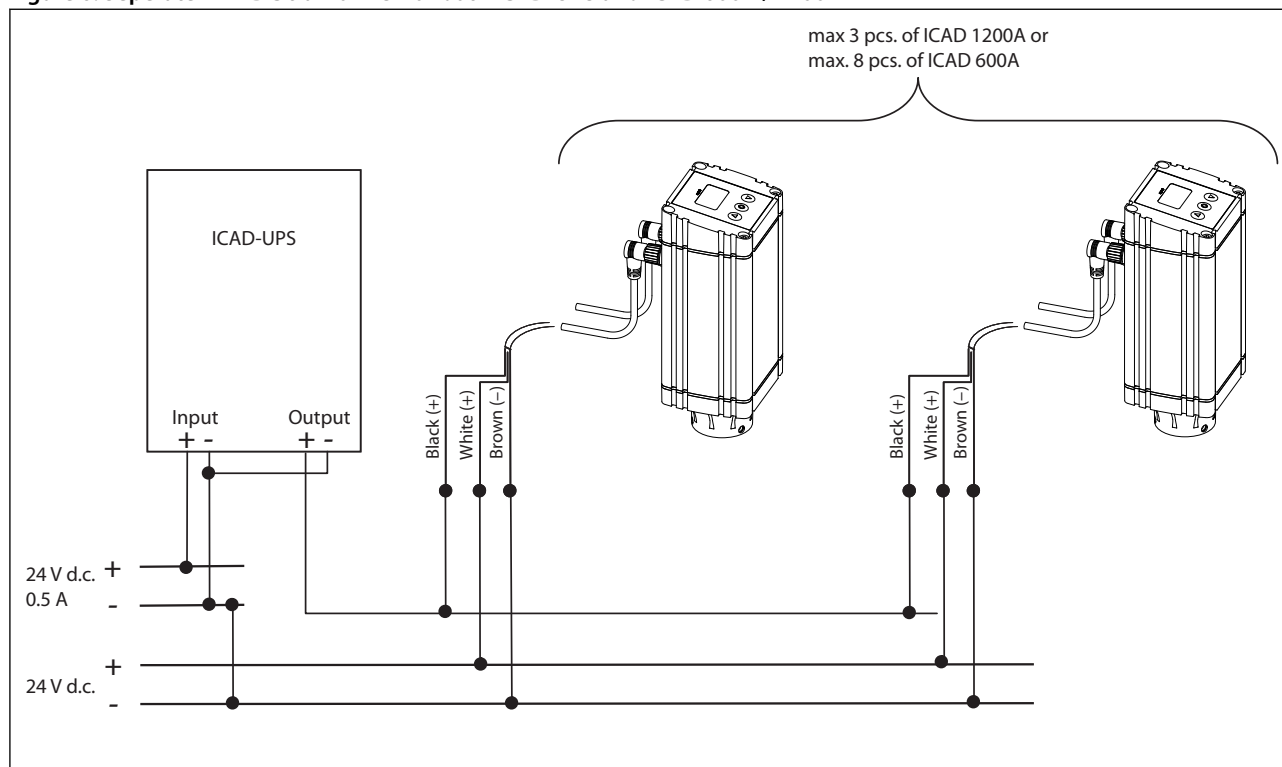 max 3 pcs. of ICAD 1200A or
max. 8 pcs. of ICAD 600A
ICAD-UPS
Input
Output
+ -
+ -
Black (+)
White (+)
Brown (–)
Black (+)
White (+)
Brown (–)
24 V d.c. +
0.5 A -
+
24 V d.c.
-